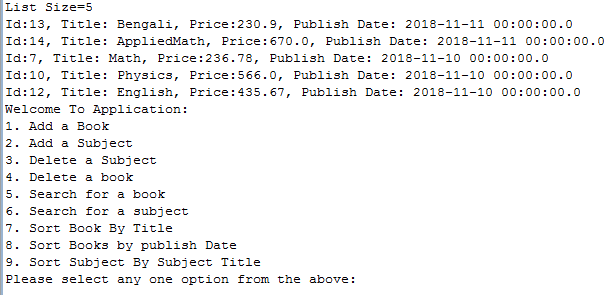 List Size=5
Id:13, Title: Bengali, Price:230.9, Publish Date: 2018-11-11 00:00:00.0
Id:14, Title: AppliedMath, Price:670.0, Publish Date: 2018-11-11 00:00:00.0
Id:7, Title: Math, Price:236.78, Publish Date: 2018-11-10 00:00:00.0
Id:10, Title: Physics, Price:566.0, Publish Date: 2018-11-10 00:00:00.0
Id:12, Title: English, Price:435.67, Publish Date: 2018-11-10 00:00:00.0
Welcome To Application:
1. Add a Book
2. Add a Subject
3. Delete a Subject
4. Delete a book
5. Search for a book
6. Search for a subject
7. Sort Book By Title
8. Sort Books by publish Date
9. Sort Subject By Subject Title
Please select any one option from the above: